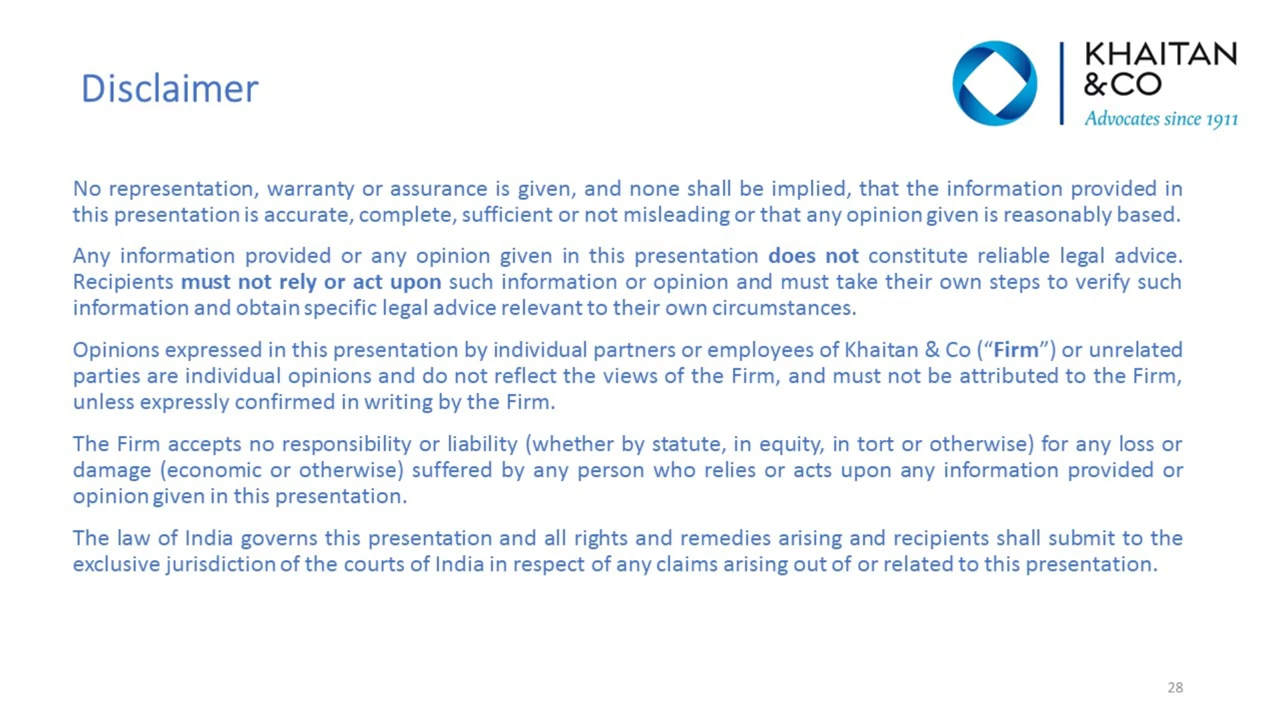 Disclaimer
KHAITAN
&CO
Advocates since 1911
No representation, warranty or assurance is given, and none shall be implied, that the information provided in
this presentation is accurate, complete, sufficient or not misleading or that any opinion given is reasonably based.
Any information provided or any opinion given in this presentation does not constitute reliable legal advice.
Recipients must not rely or act upon such information or opinion and must take their own steps to verify such
information and obtain specific legal advice relevant to their own circumstances.
Opinions expressed in this presentation by individual partners or employees of Khaitan & Co (“Firm”) or unrelated
parties are individual opinions and do not reflect the views of the Firm, and must not be attributed to the Firm,
unless expressly confirmed in writing by the Firm.
The Firm accepts no responsibility or liability (whether by statute, in equity, in tort or otherwise) for any loss or
damage (economic or otherwise) suffered by any person who relies or acts upon any information provided or
opinion given in this presentation.
The law of India governs this presentation and all rights and remedies arising and recipients shall submit to the
exclusive jurisdiction of the courts of India in respect of any claims arising out of or related to this presentation.
28